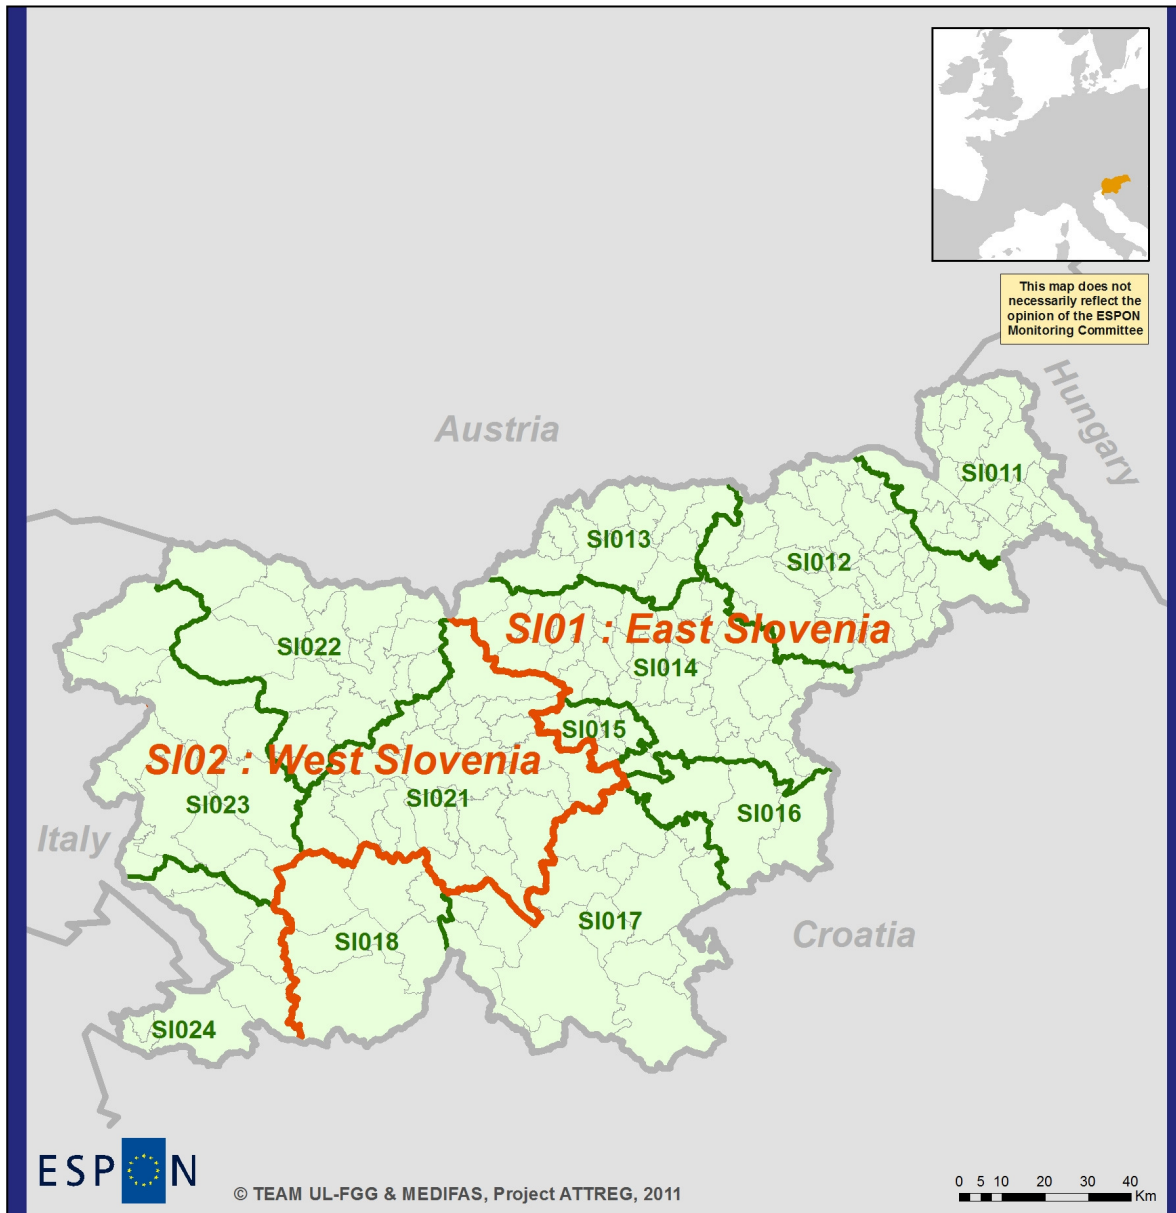 This map does not
necessarily reflect the
opinion of the ESPON
Monitoring Committee
Hungary
Austria
SI011
SI013
SI012
SI01 : East Slovenia
SI022
SI014
SI015
SI02 : West Slovenia
SI021
SI023
SI016
Italy
SI017
Croatia
SI018
SI024
ESPON
© TEAM UL-FGG & MEDIFAS, Project ATTREG, 2011
0 5 10 20 30 40
Km